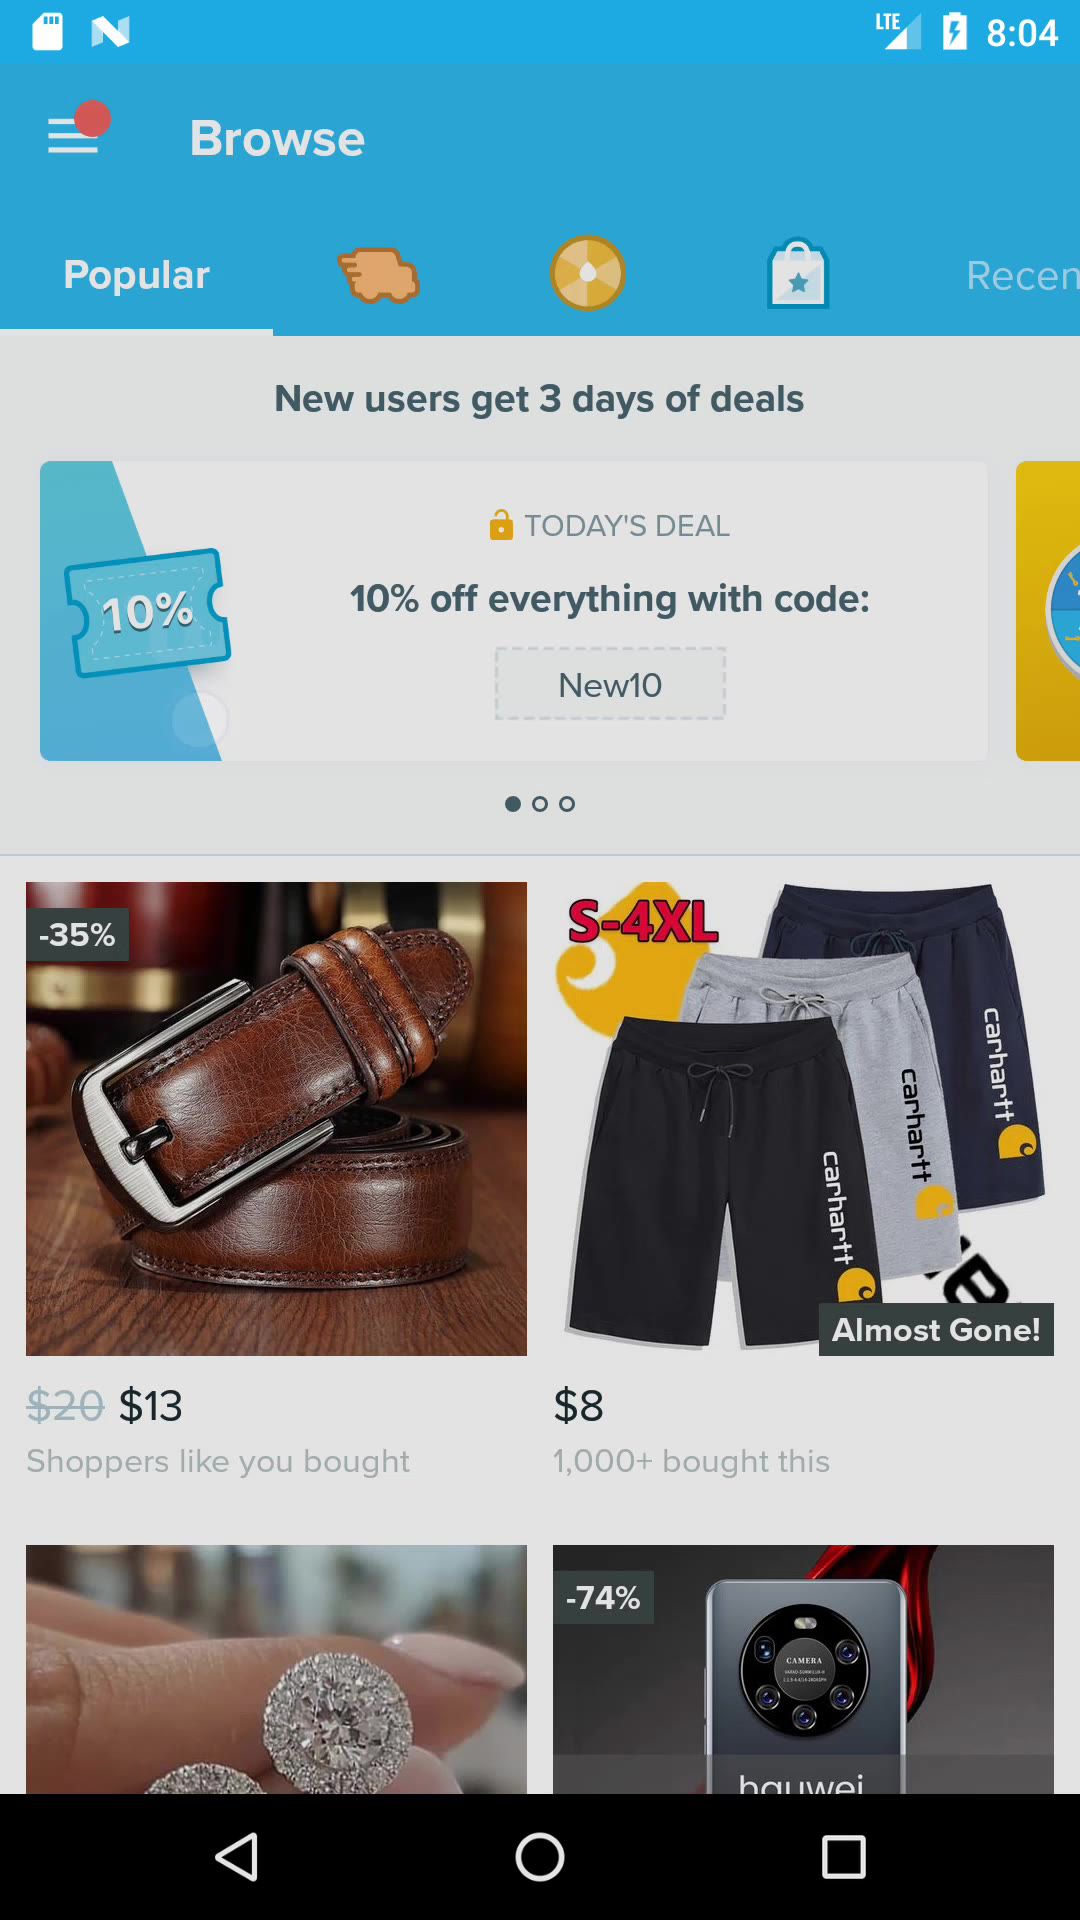 LTE 8:04
Browse
Popular
Recen
New users get 3 days of deals
TODAY'S DEAL
10%
10% off everything with code:
New10
-35%
S-4XL
carhartt
carhartt
carhartt
Almost Gone!
$20 $13
Shoppers like you bought
$8
1,000+ bought this
-74%
CAMERA
hauwei